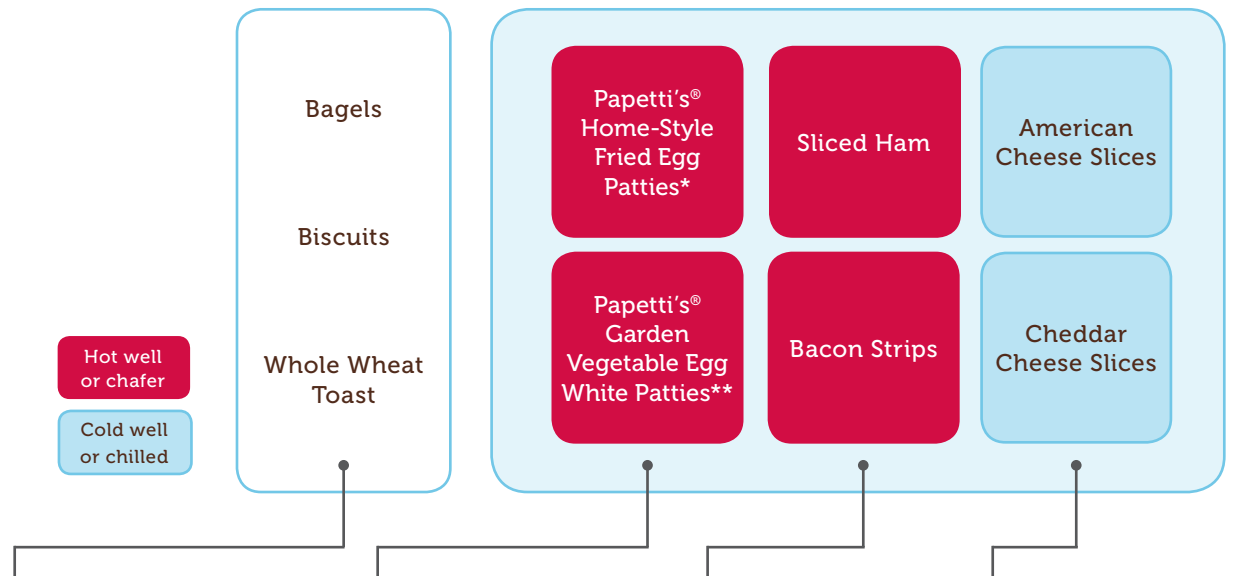 Bagels
Biscuits
Whole Wheat
Toast
Papetti's®
Home-Style
Fried Egg
Patties*
Sliced Ham
American
Cheese Slices
Papetti's®
Garden
Vegetable Egg
White Patties**
Bacon Strips
Cheddar
Cheese Slices
Hot well
or chafer
Cold well
or chilled